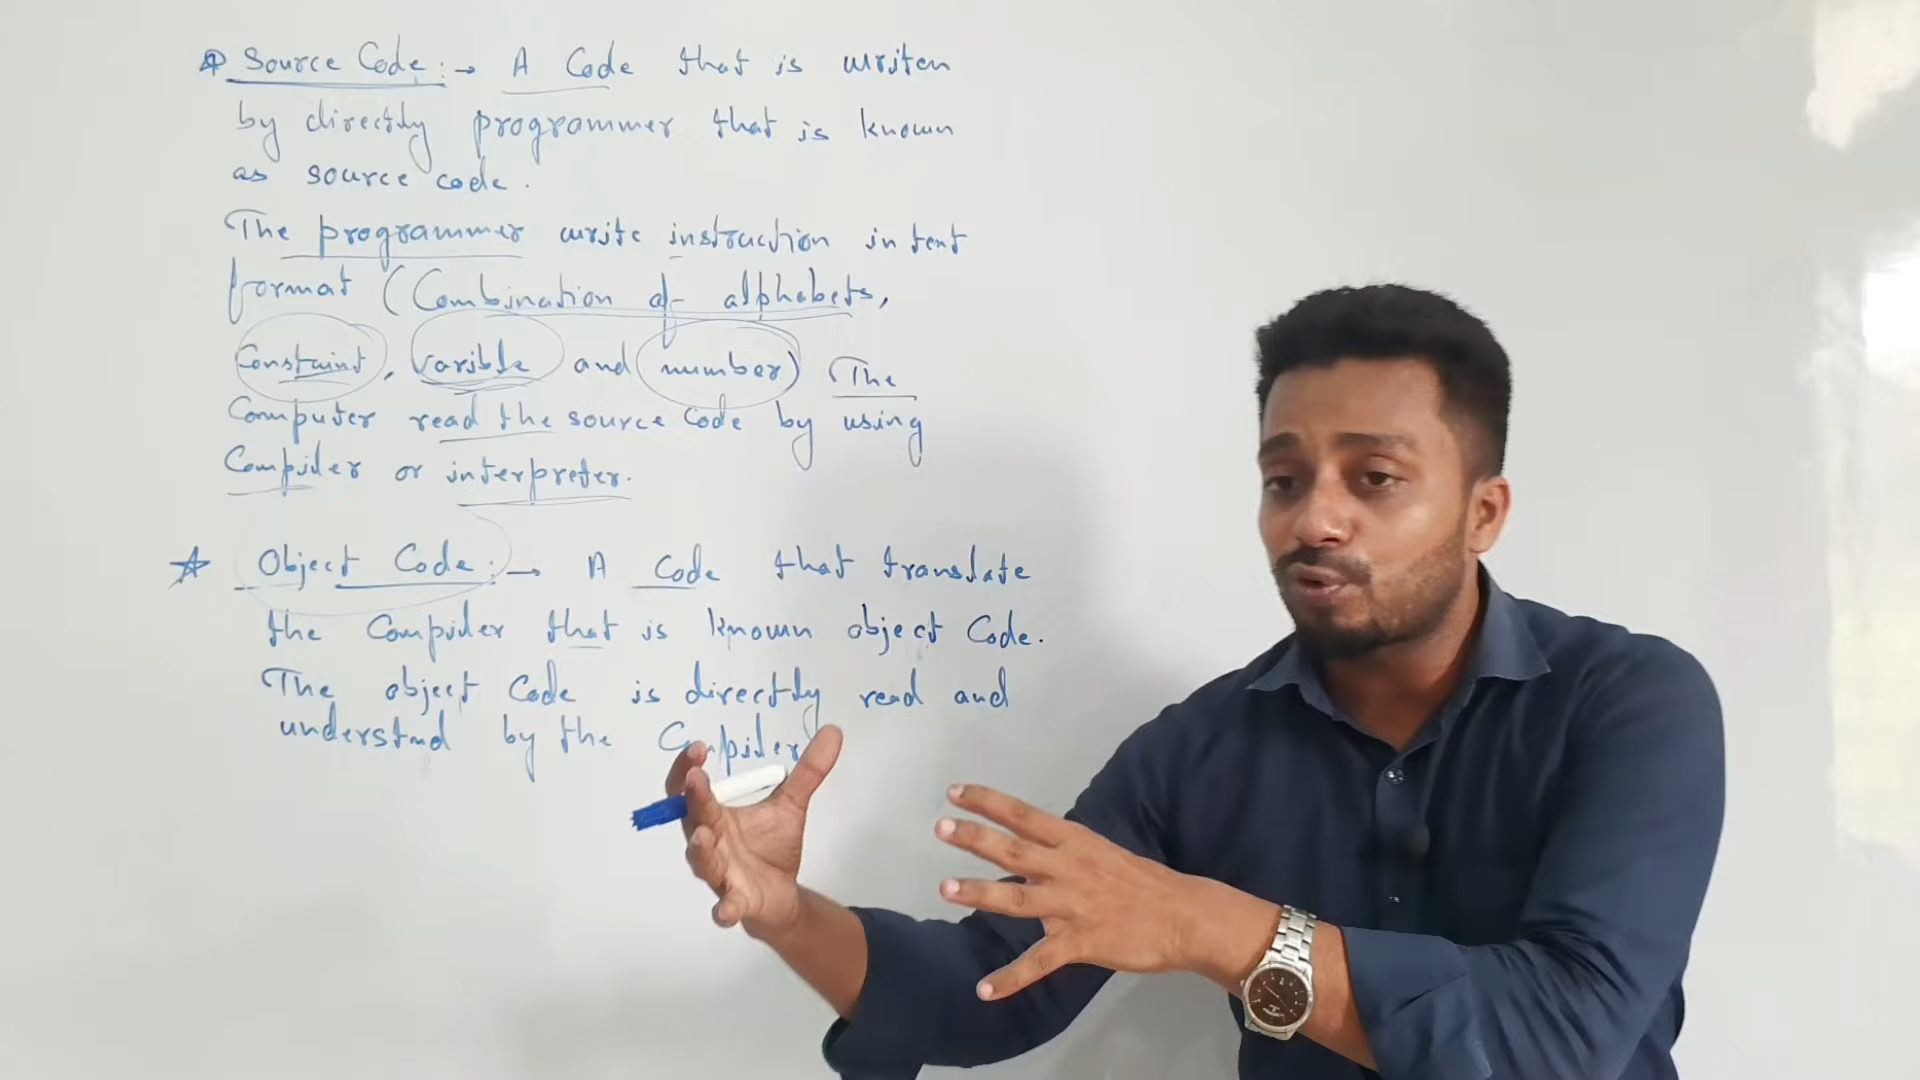 Source Code :→ A Code that is writen
by directly programmer that is known
as source code.
The programmer write instruction in text
format (Combination of alphabets,
Constaint, varible and number) The
Computer read the source Code by using
Compiler or interpreter.
☆ Object Code :→ A Code that translate
the Compiler that is known object Code.
The object Code is directly read and
understand by the Compiler